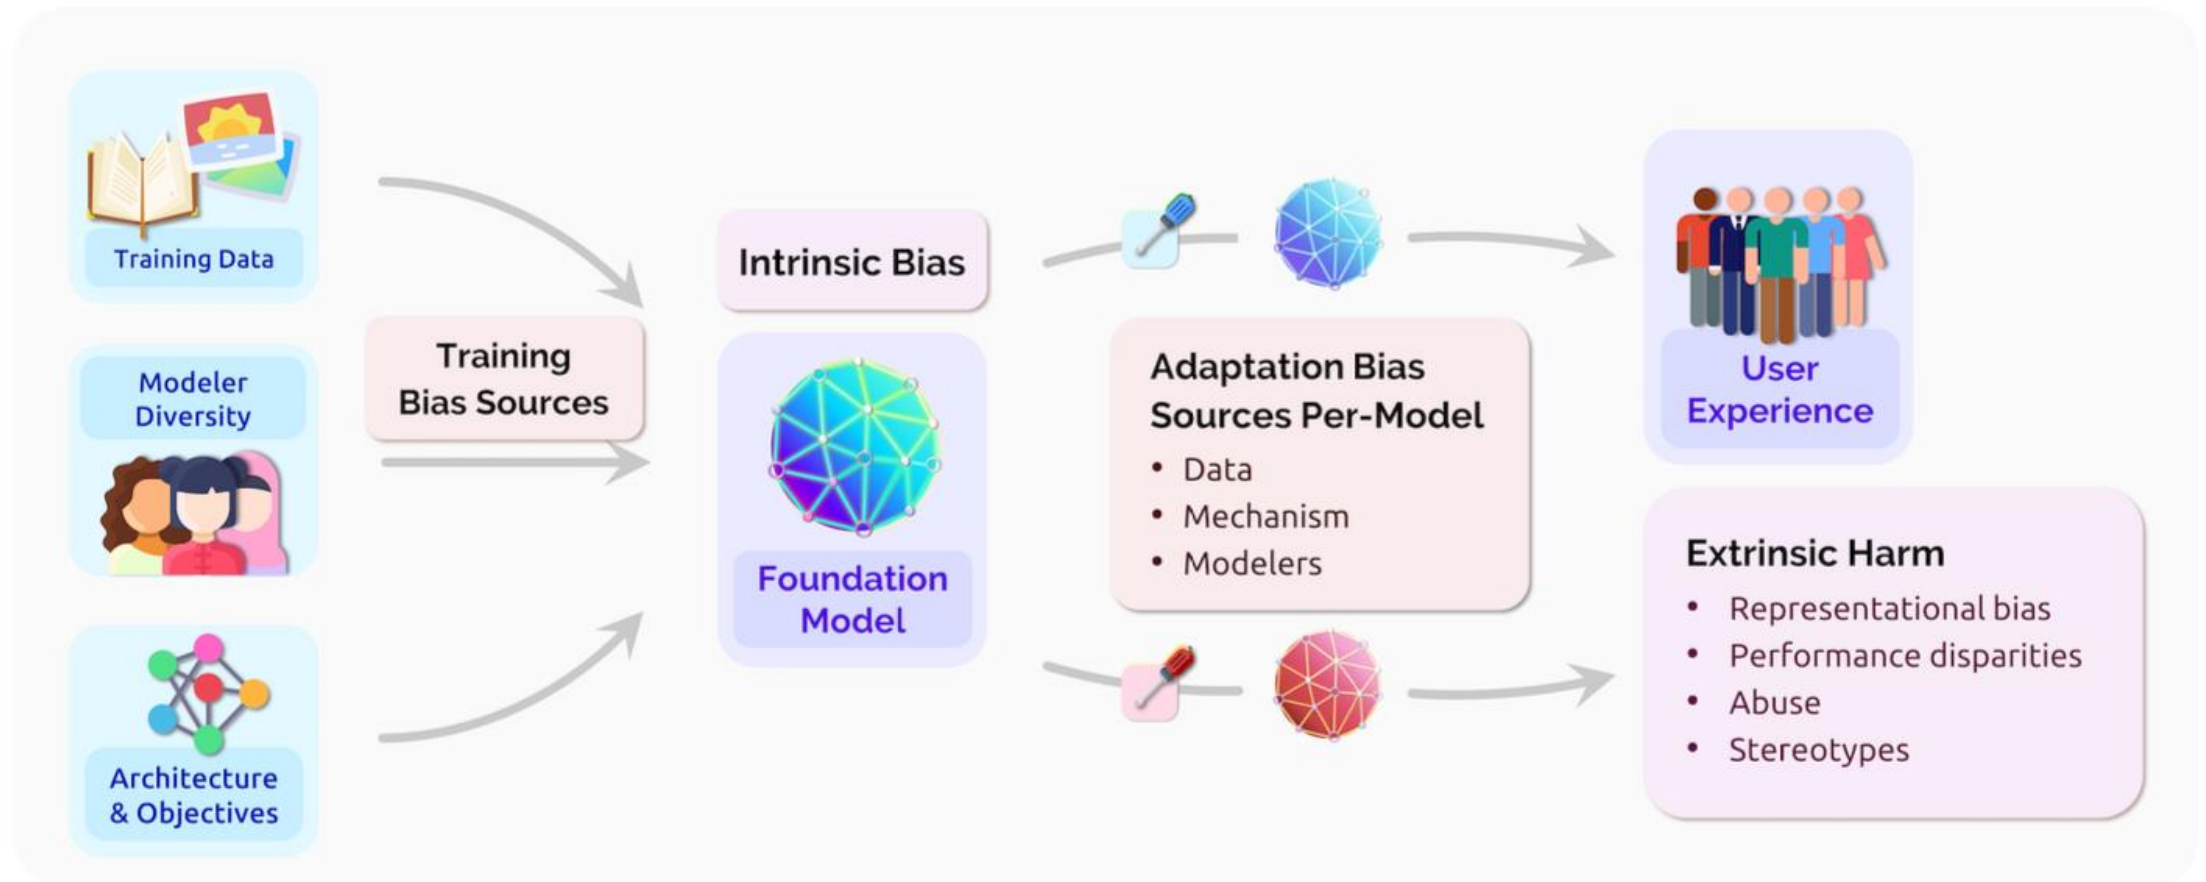 Training Data
Modeler
Diversity
Architecture
& Objectives
Training
Bias Sources
Intrinsic Bias
Foundation
Model
Adaptation Bias
Sources Per-Model
• Data
• Mechanism
• Modelers
User
Experience
Extrinsic Harm
• Representational bias
• Performance disparities
• Abuse
• Stereotypes